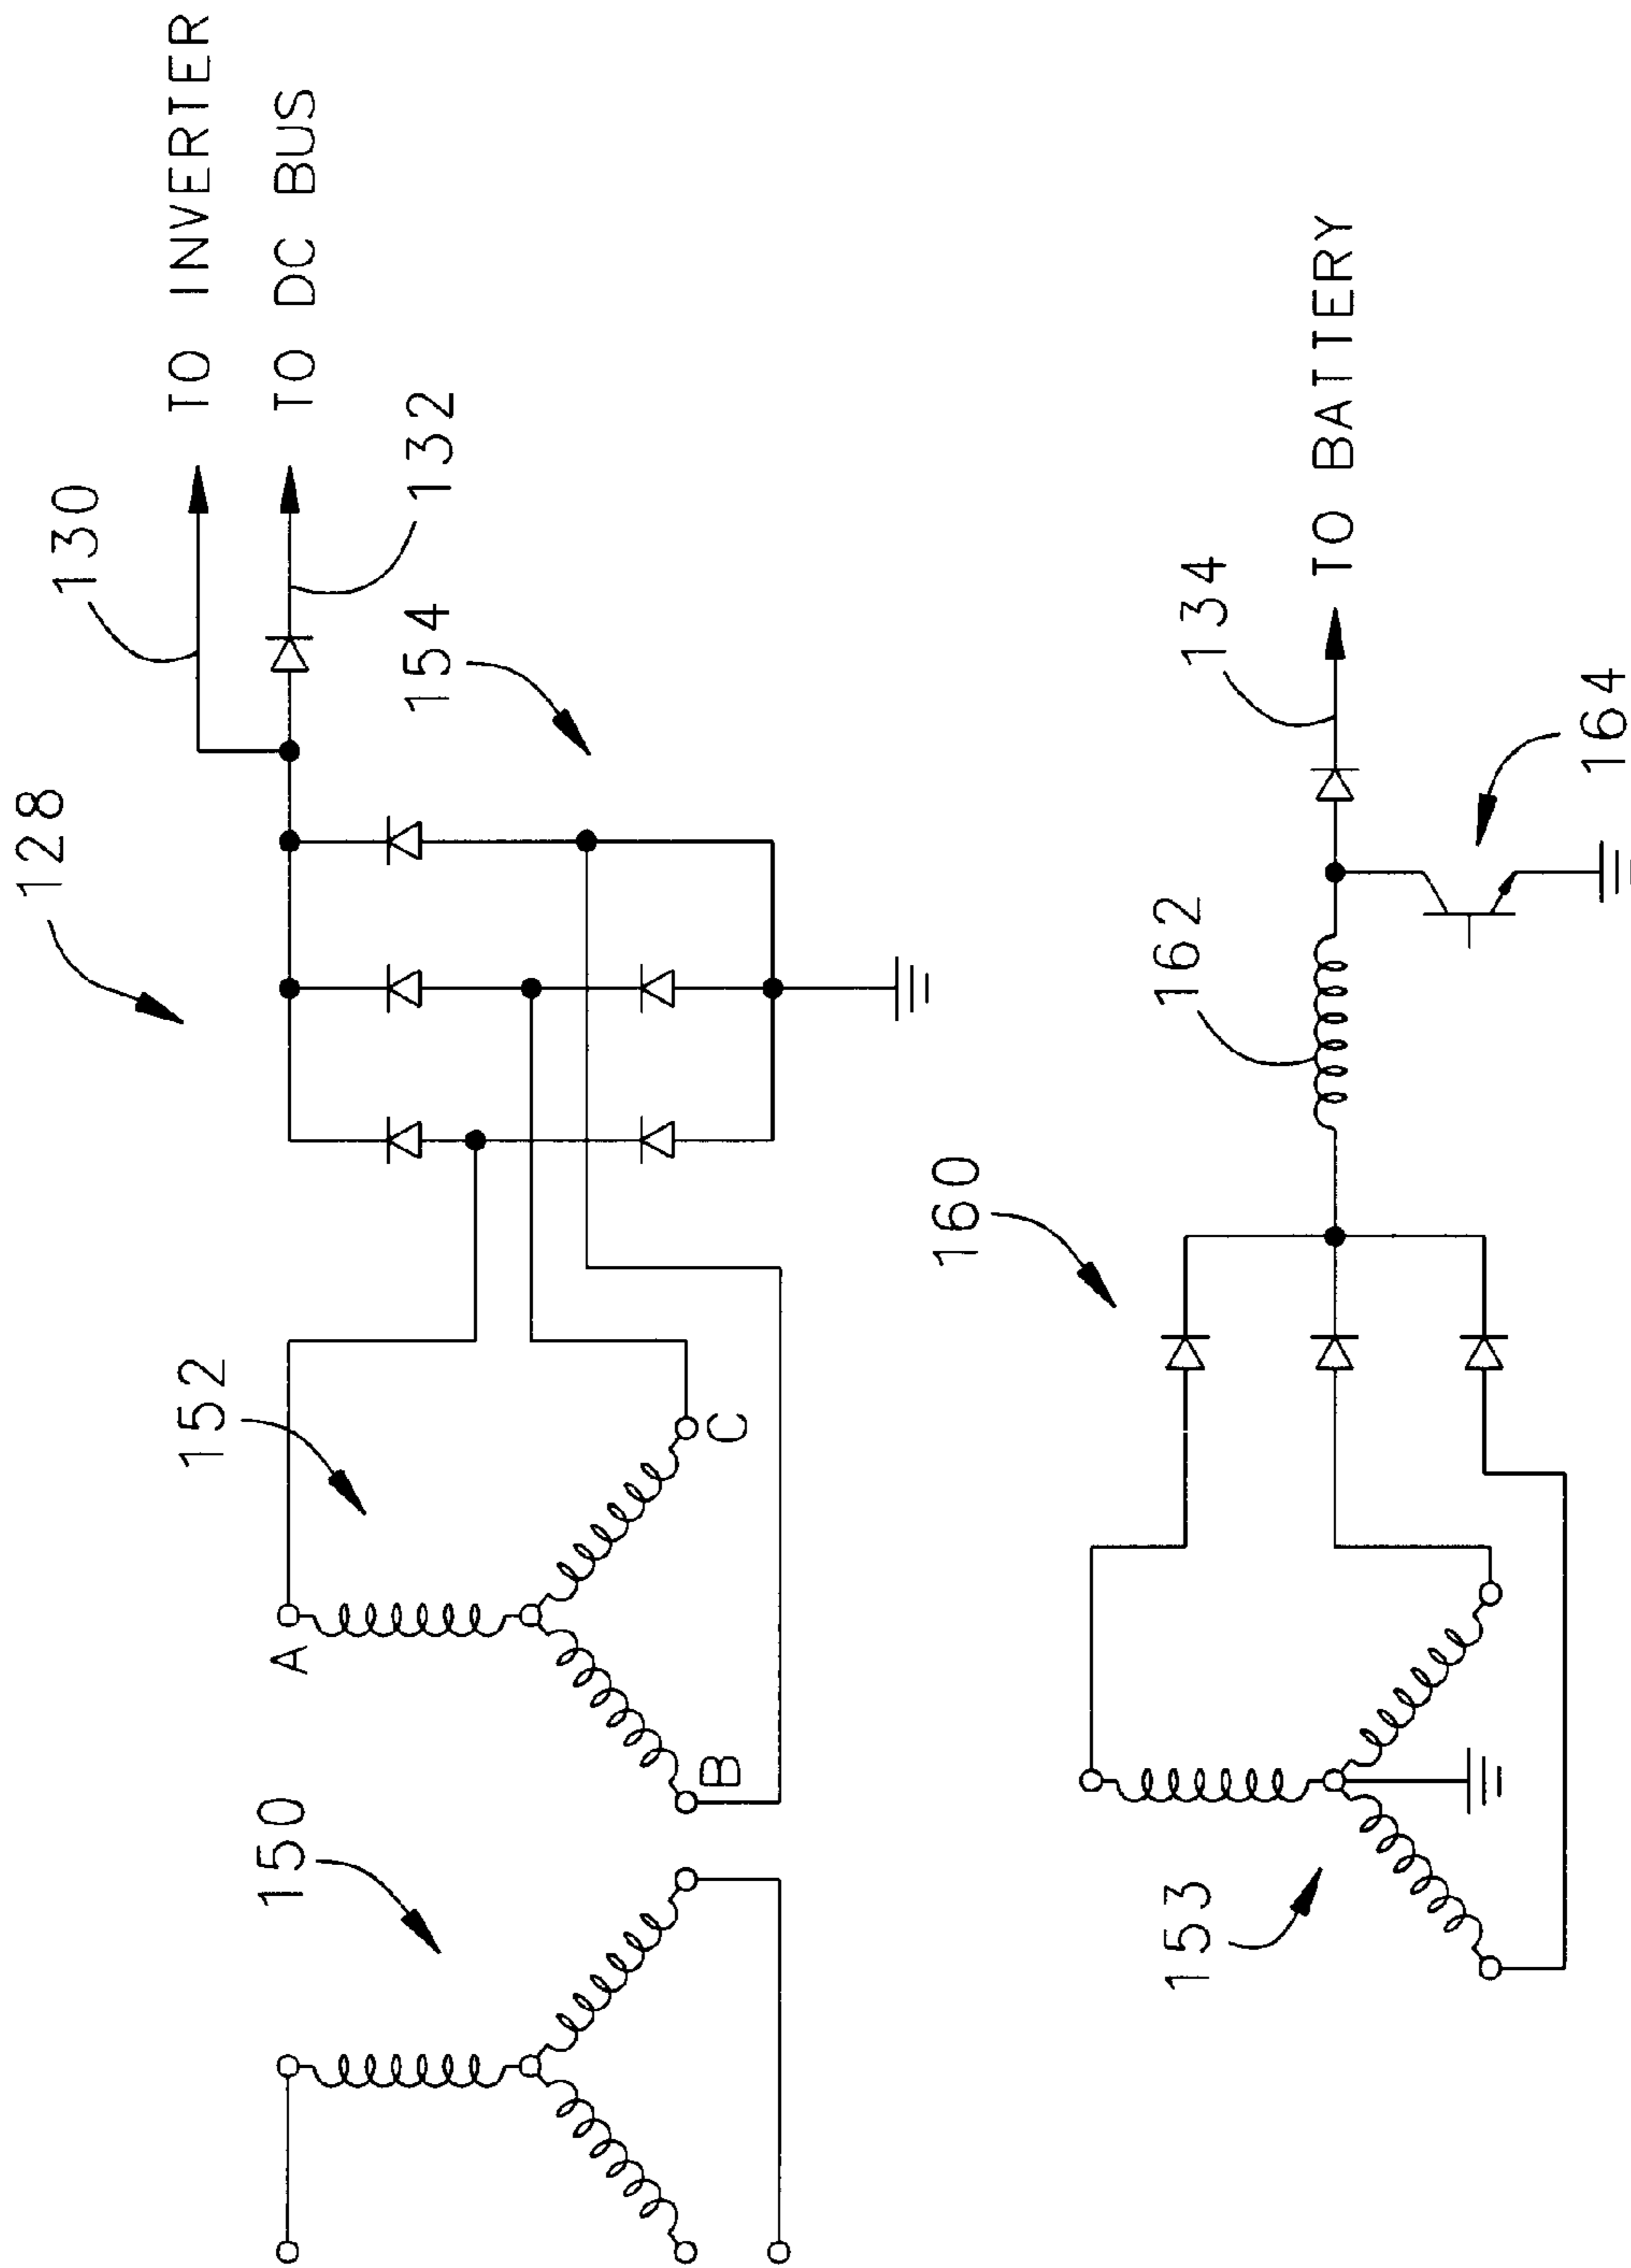 128
130
TO INVERTER
TO DC BUS
132
154
152
150
A
B
C
160
162
134
TO BATTERY
164
153